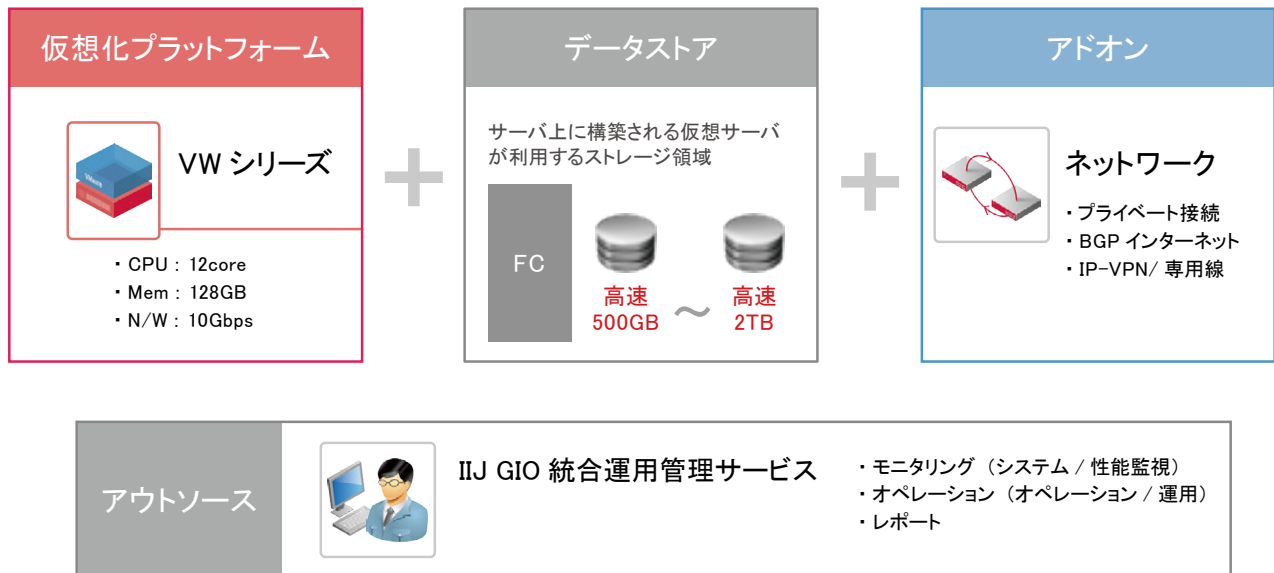 仮想化プラットフォーム
VW シリーズ
・CPU : 12core
・Mem : 128GB
・N/W : 10Gbps
データストア
サーバ上に構築される仮想サーバ
が利用するストレージ領域
FC
高速
500GB
～
高速
2TB
アドオン
ネットワーク
・プライベート接続
・BGP インターネット
・IP-VPN/ 専用線
アウトソース
IIJ GIO 統合運用管理サービス
・モニタリング（システム / 性能監視）
・オペレーション（オペレーション / 運用）
・レポート